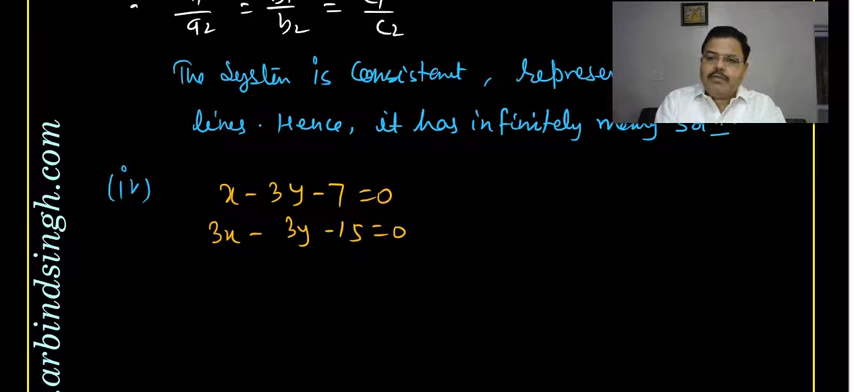 ∴ a₂ = b₂ = c₂
The System is Consistent, represen
lines. Hence, it has infinitely many sol
(iv) x - 3y - 7 = 0
3x - 3y - 15 = 0
arbindsingh.com